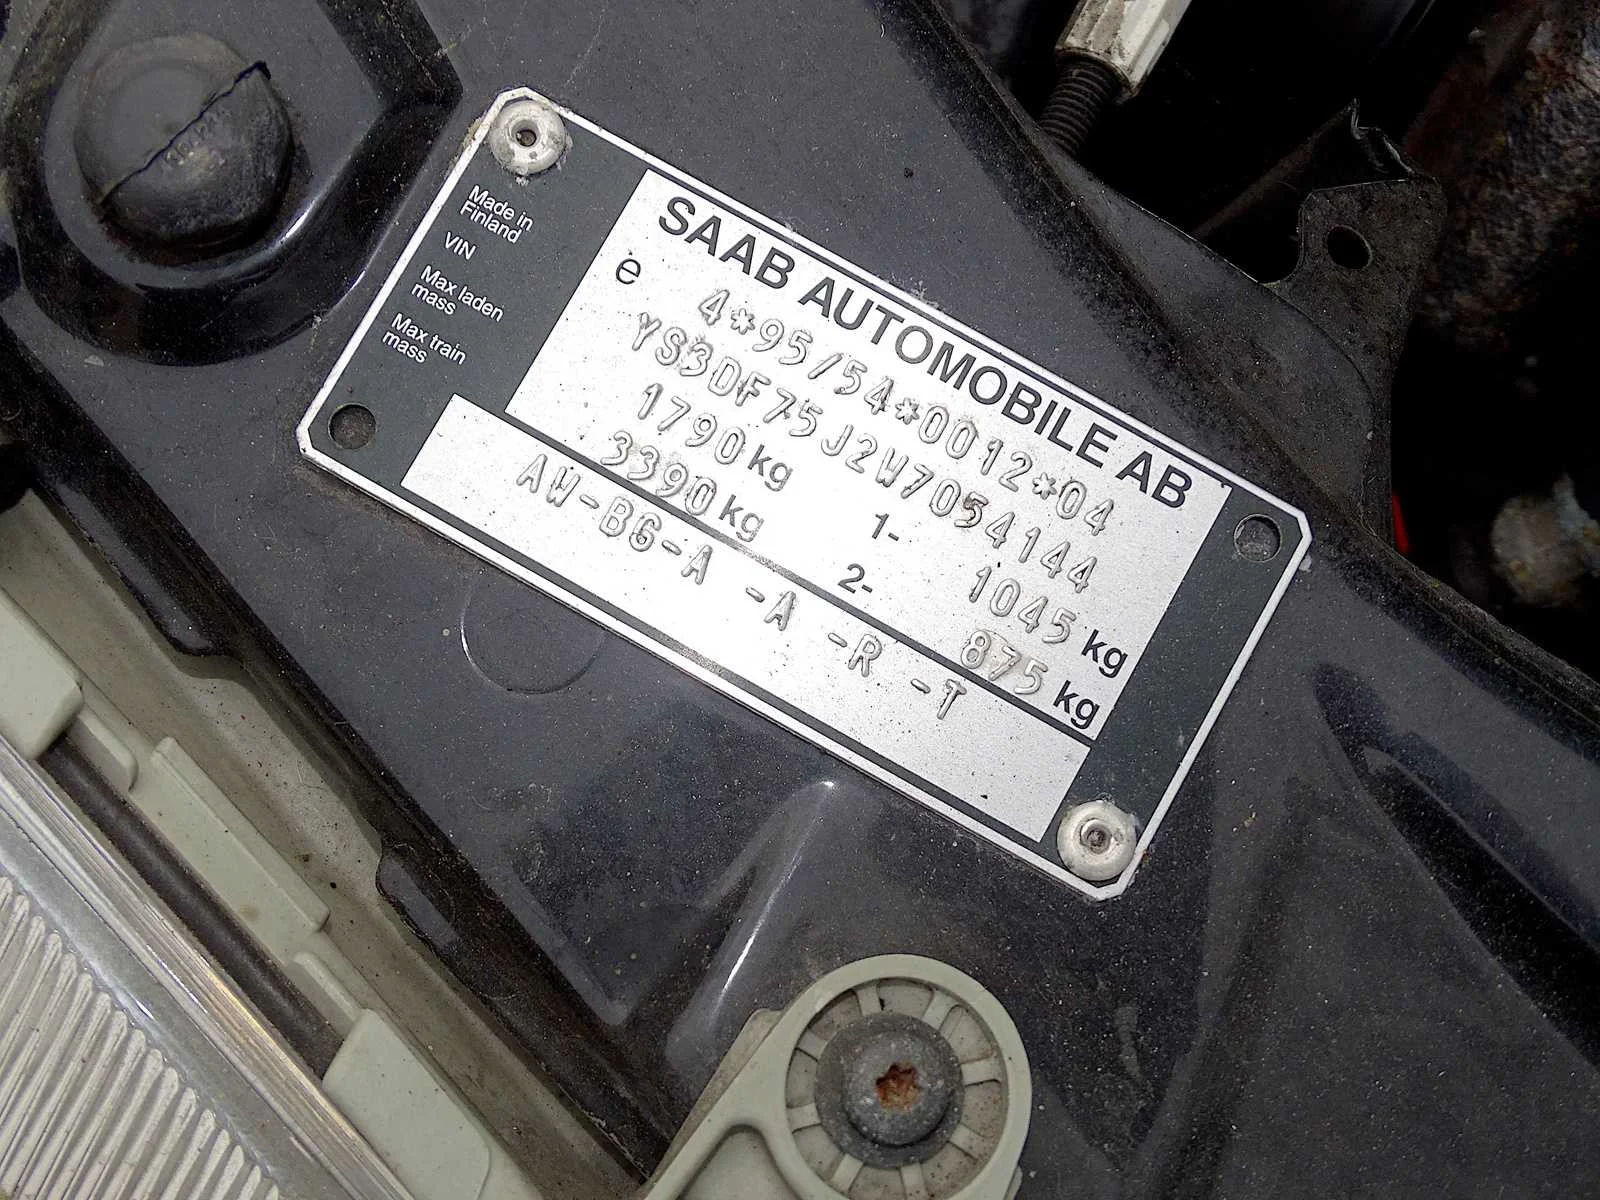 SAAB AUTOMOBILE AB
Made in
Finland
e 4*95/54*0012*04
VIN YS3DF75J2W7054144
Max laden
mass
1790 kg 1- 1045 kg
Max train
mass
3390 kg 2- 875 kg
AW-BG-A -A -R -T